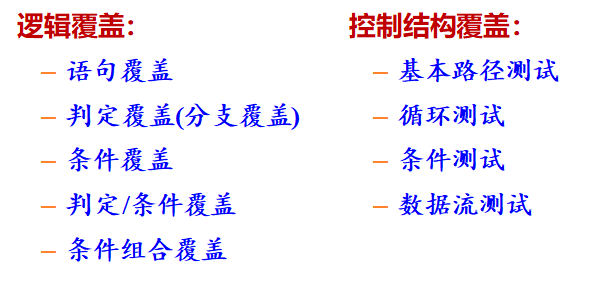 逻辑覆盖：
– 语句覆盖
– 判定覆盖(分支覆盖)
– 条件覆盖
– 判定/条件覆盖
– 条件组合覆盖
控制结构覆盖：
– 基本路径测试
– 循环测试
– 条件测试
– 数据流测试